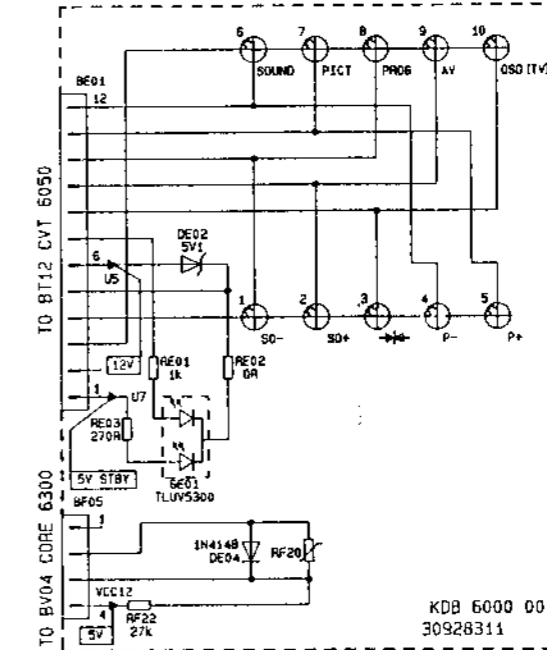 6 7 8 9 10
SOUND PICT PROG AV OSD (TV)
BE01
12
TO BT12 CVT 6050
DE02
5V1
6
U5
1 2 3 4 5
SO- SO+ P- P+
12V
RE01
1k
RE02
0R
1
U7
RE03
270R
5V STBY
GE01
TLUV5300
BF05
1
TO BV04 CORE 6300
1N4148
DE04
RF20
VCC12
4
RF22
27k
5V
KDB 6000 00
30928311